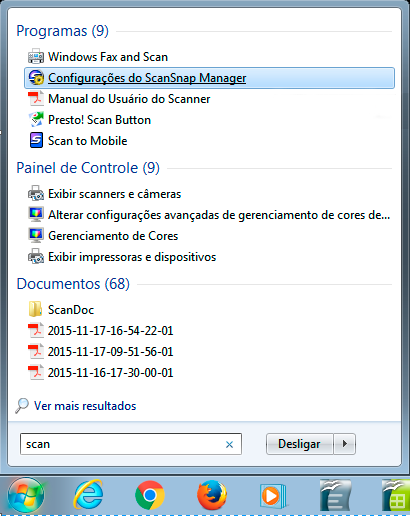 Programas (9)
Windows Fax and Scan
Configurações do ScanSnap Manager
Manual do Usuário do Scanner
Presto! Scan Button
Scan to Mobile
Painel de Controle (9)
Exibir scanners e câmeras
Alterar configurações avançadas de gerenciamento de cores de...
Gerenciamento de Cores
Exibir impressoras e dispositivos
Documentos (68)
ScanDoc
2015-11-17-16-54-22-01
2015-11-17-09-51-56-01
2015-11-16-17-30-00-01
Ver mais resultados
scan
Desligar